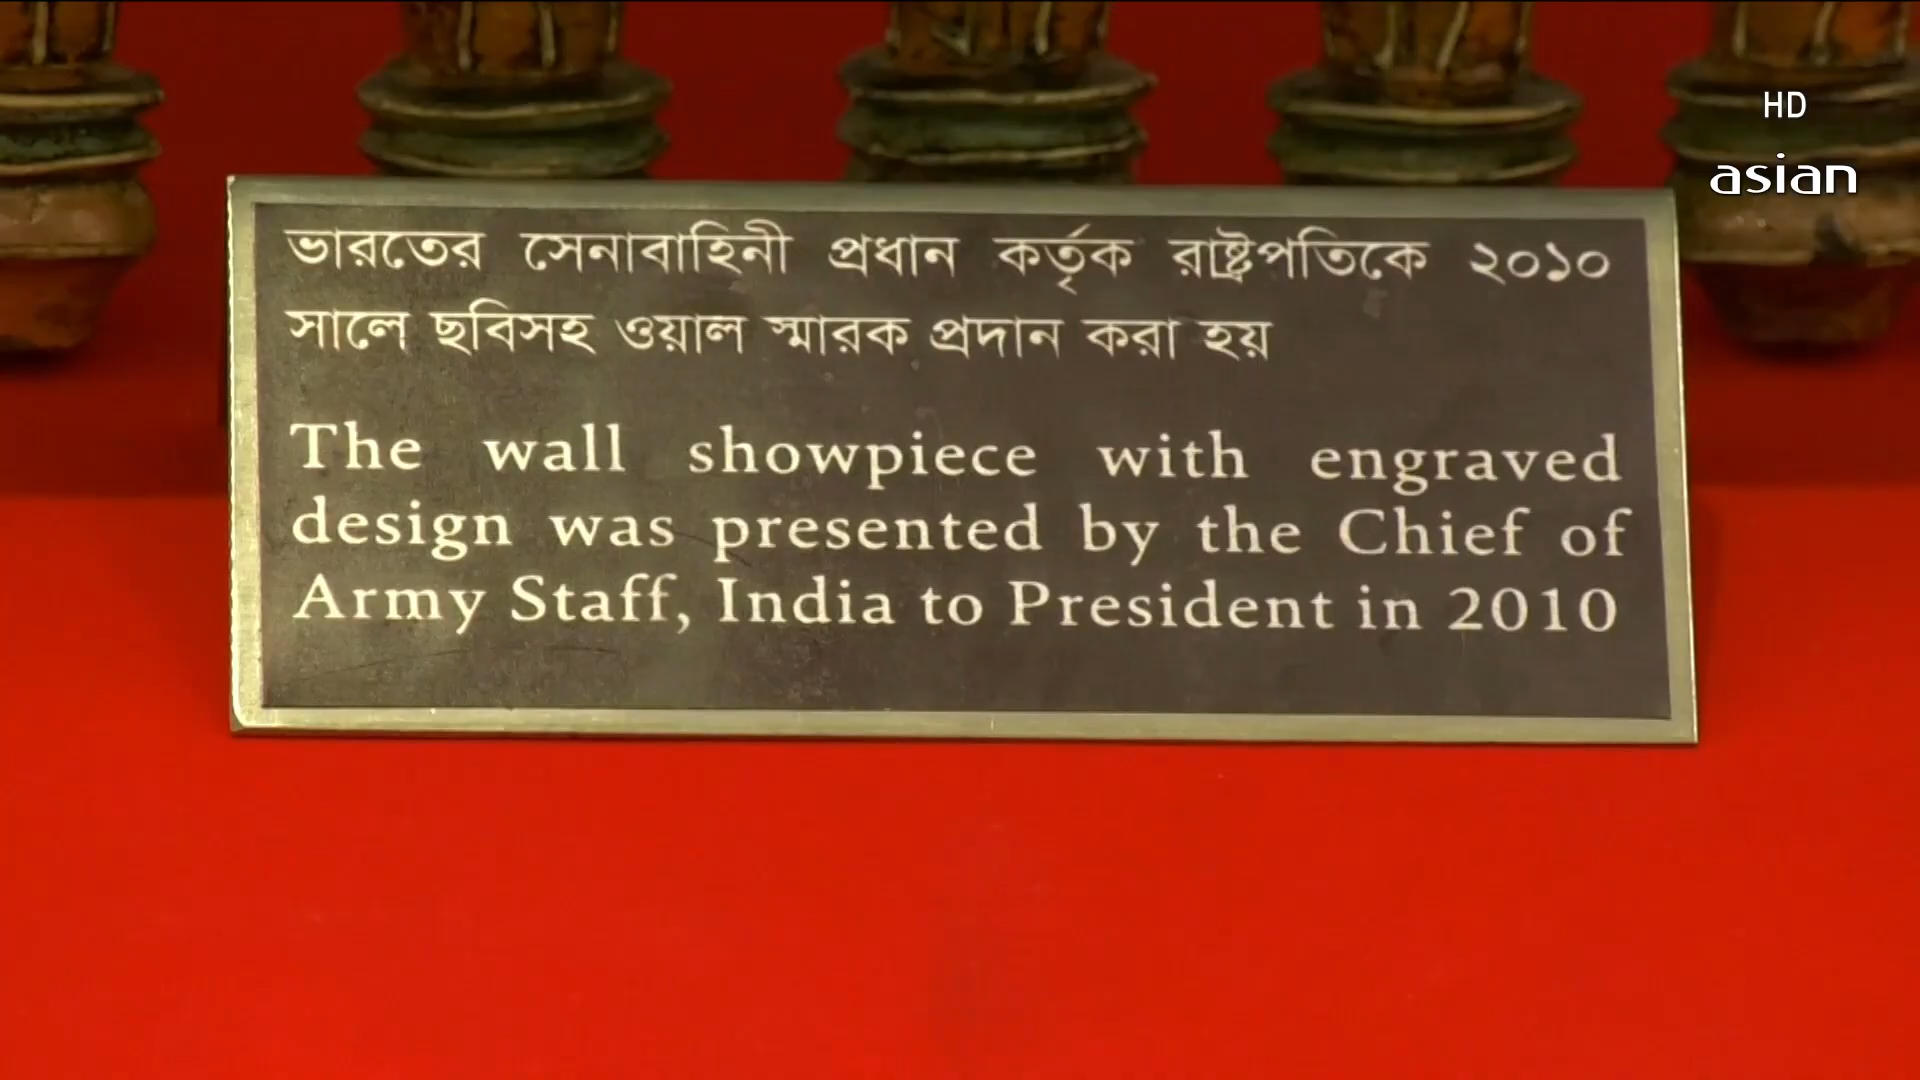 HD
asian
ভারতের সেনাবাহিনী প্রধান কর্তৃক রাষ্ট্রপতিকে ২০১০
সালে ছবিসহ ওয়াল স্মারক প্রদান করা হয়
The wall showpiece with engraved
design was presented by the Chief of
Army Staff, India to President in 2010